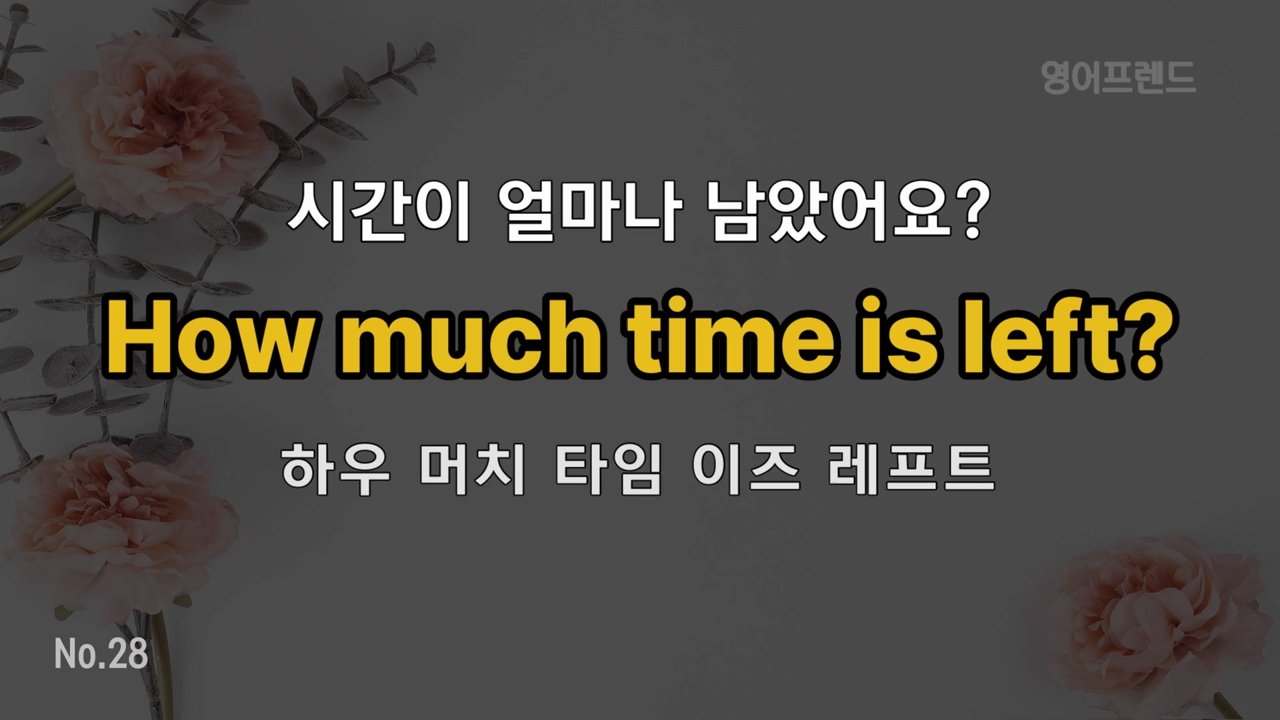 영어프렌드
시간이 얼마나 남았어요?
How much time is left?
하우 머치 타임 이즈 레프트
No.28